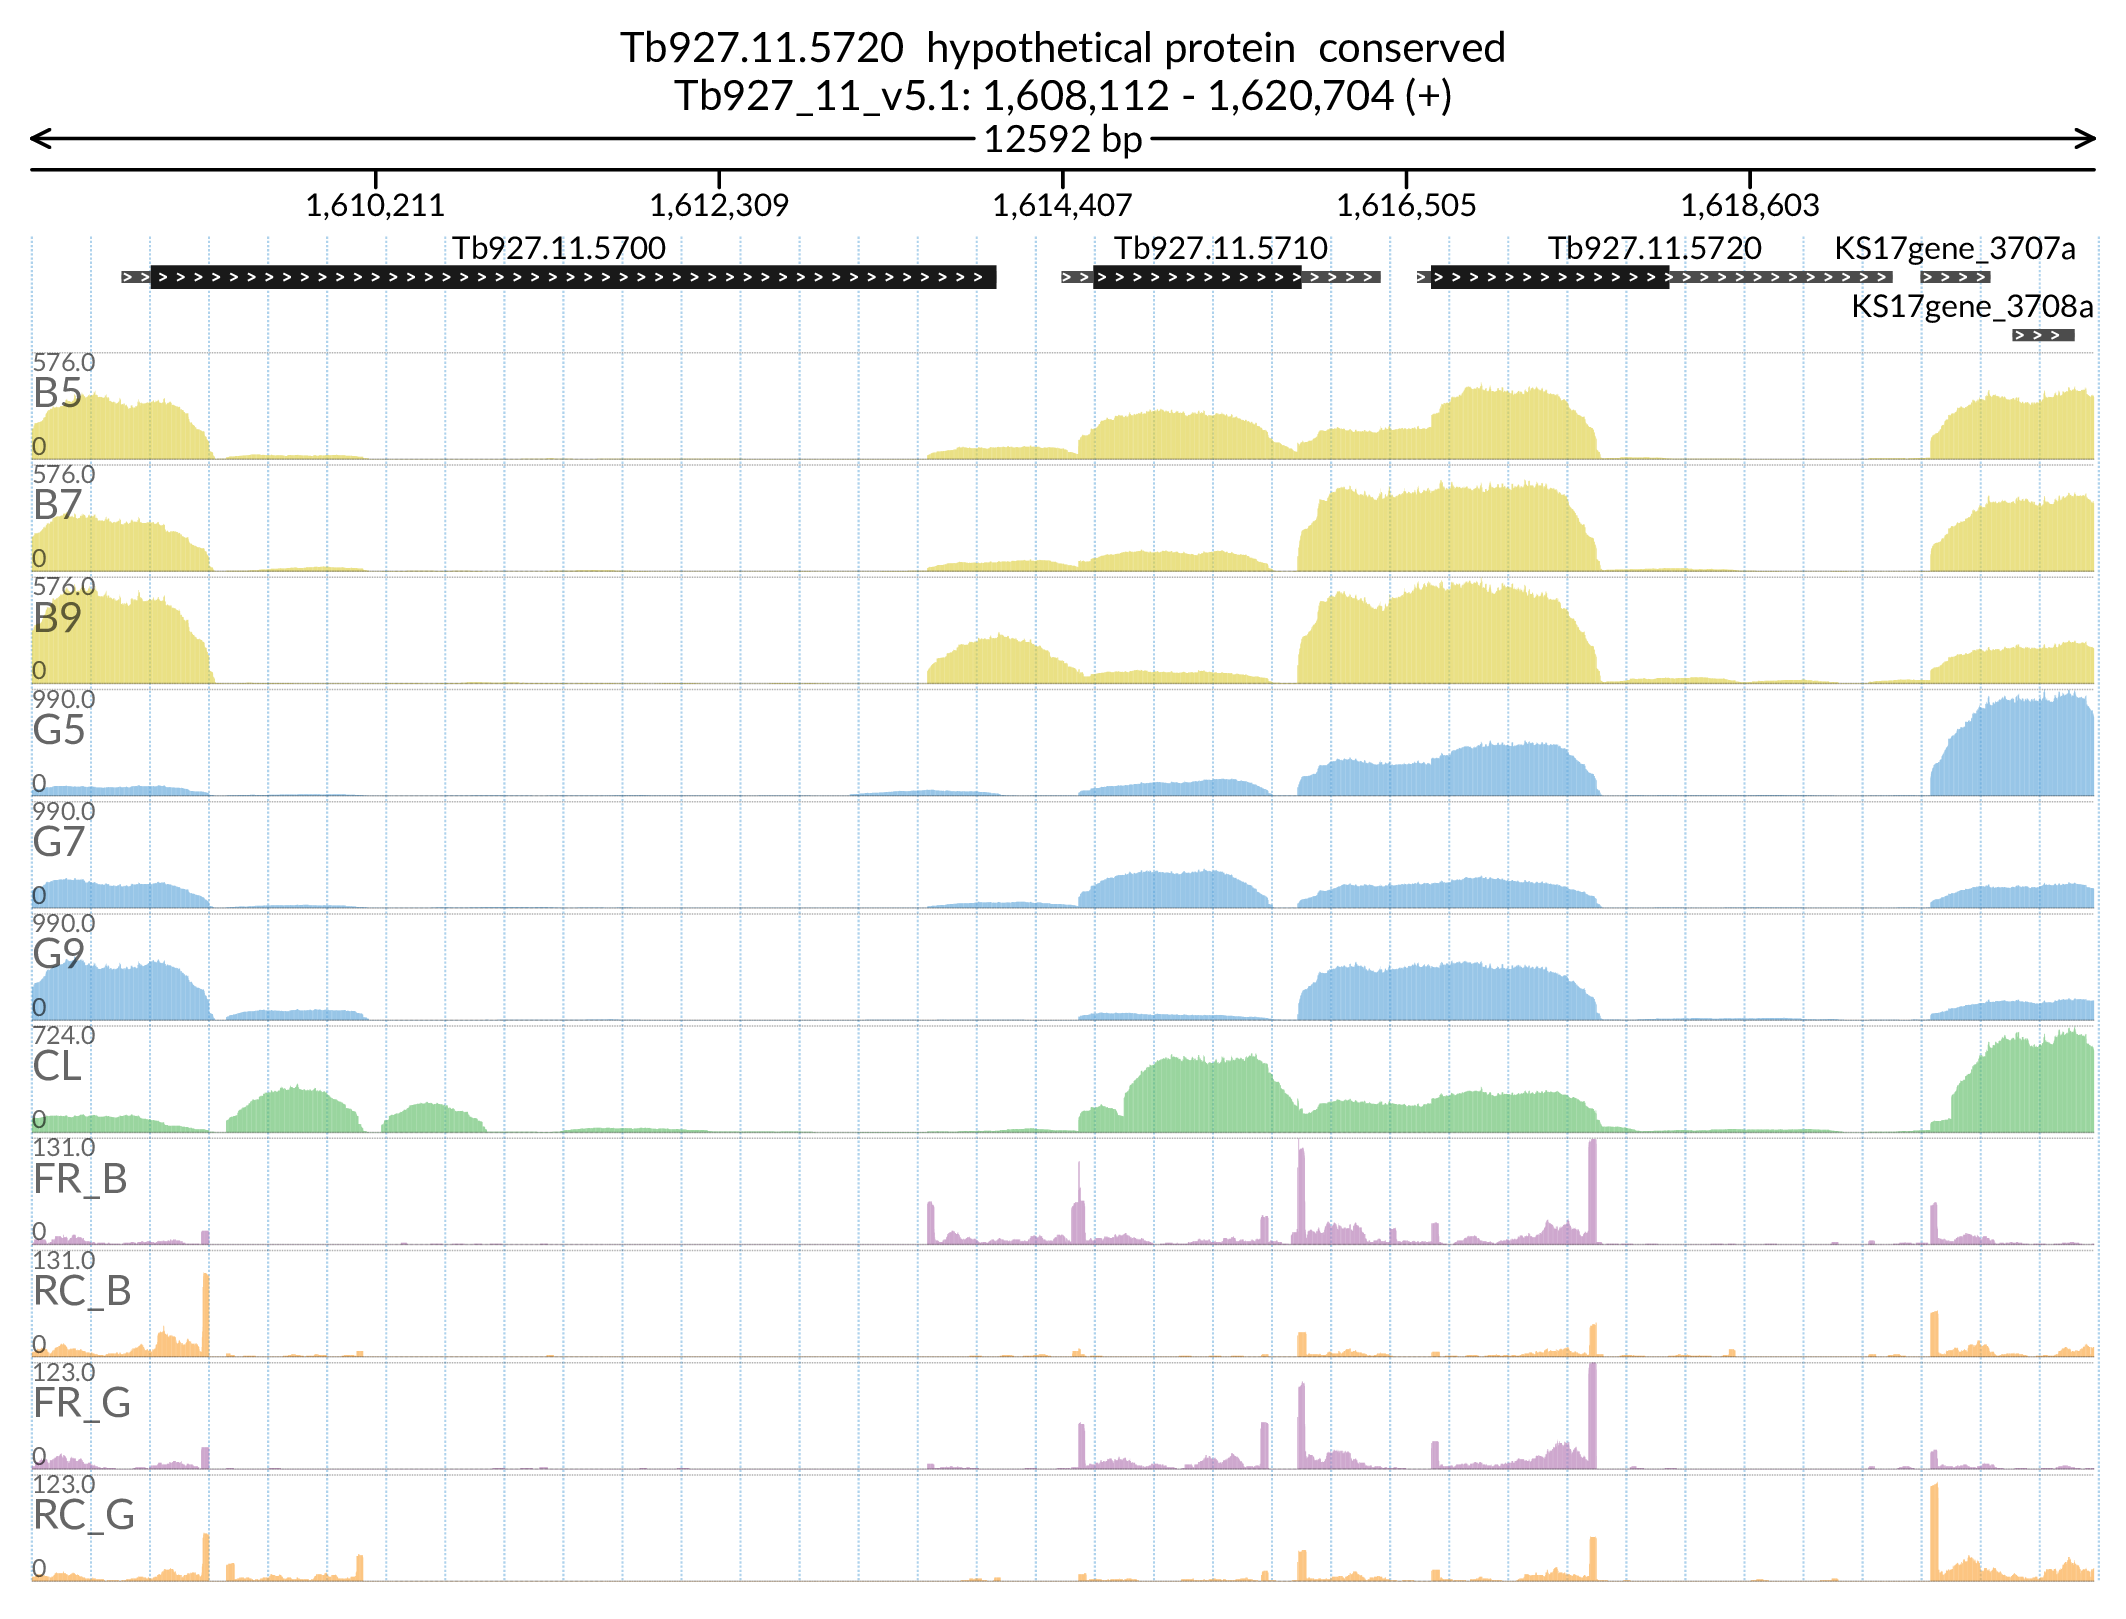 Tb927.11.5720 hypothetical protein conserved
Tb927_11_v5.1: 1,608,112 - 1,620,704 (+)
12592 bp
1,610,211 1,612,309 1,614,407 1,616,505 1,618,603
Tb927.11.5700 Tb927.11.5710 Tb927.11.5720 KS17gene_3707a
KS17gene_3708a
576.0
B5
0
576.0
B7
0
576.0
B9
0
990.0
G5
0
990.0
G7
0
990.0
G9
0
724.0
CL
0
131.0
FR_B
0
131.0
RC_B
0
123.0
FR_G
0
123.0
RC_G
0